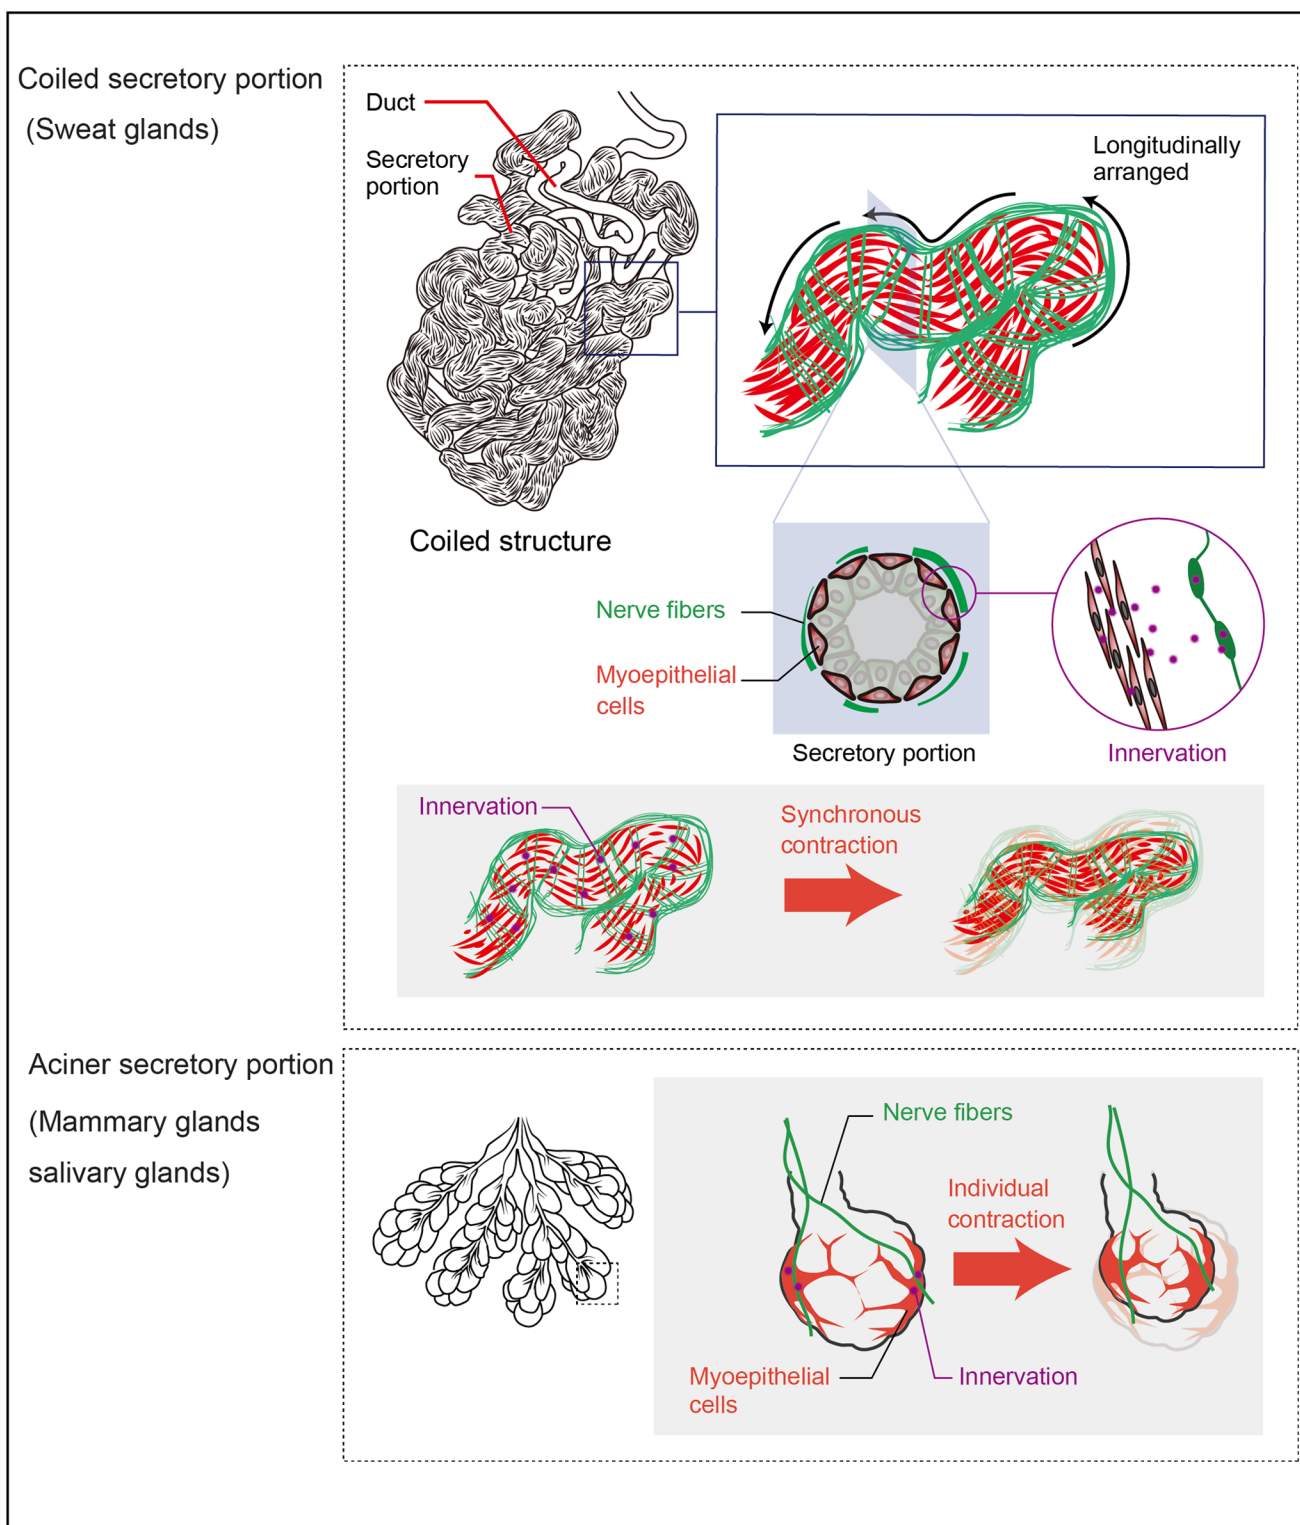 Coiled secretory portion
(Sweat glands)
Duct
Secretory
portion
Longitudinally
arranged
Coiled structure
Nerve fibers
Myoepithelial
cells
Secretory portion
Innervation
Innervation
Synchronous
contraction
Aciner secretory portion
(Mammary glands
salivary glands)
Nerve fibers
Individual
contraction
Myoepithelial
cells
Innervation